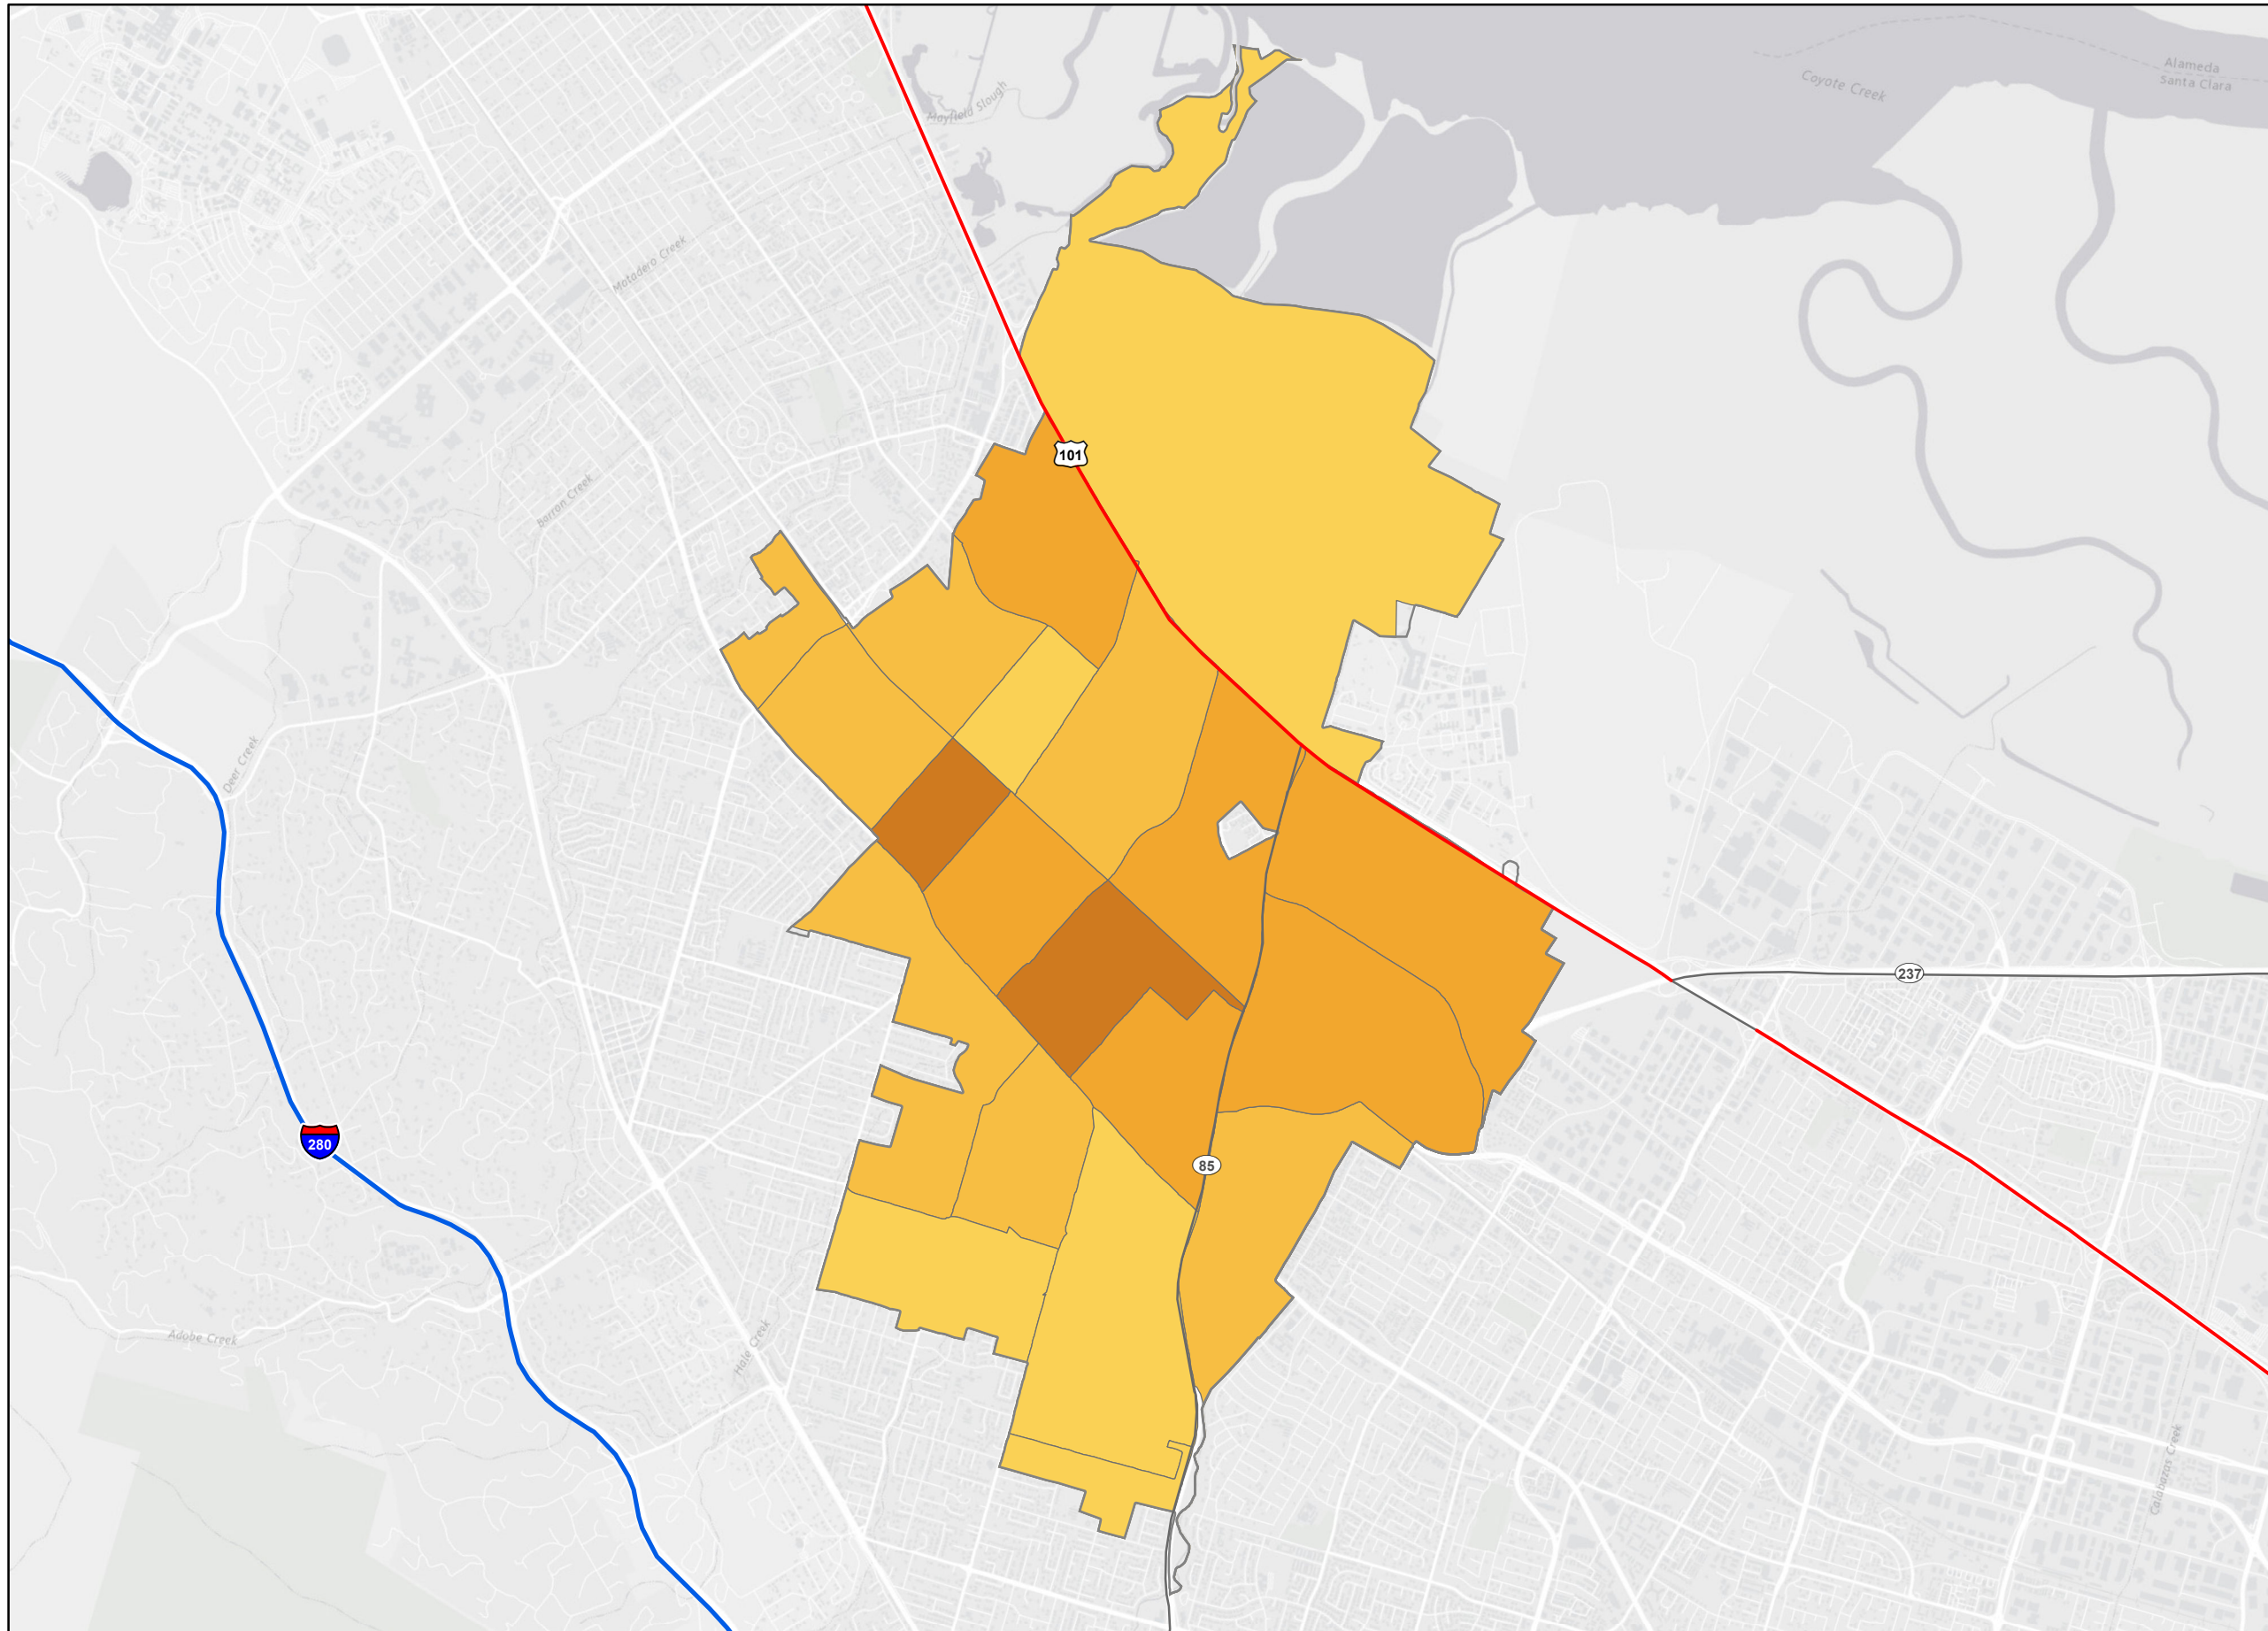 Alameda
Santa Clara
Coyote Creek
Mayfield Slough
Matadero Creek
101
Barron Creek
Deer Creek
237
280
85
Adobe Creek
Hale Creek
Calabazas Creek